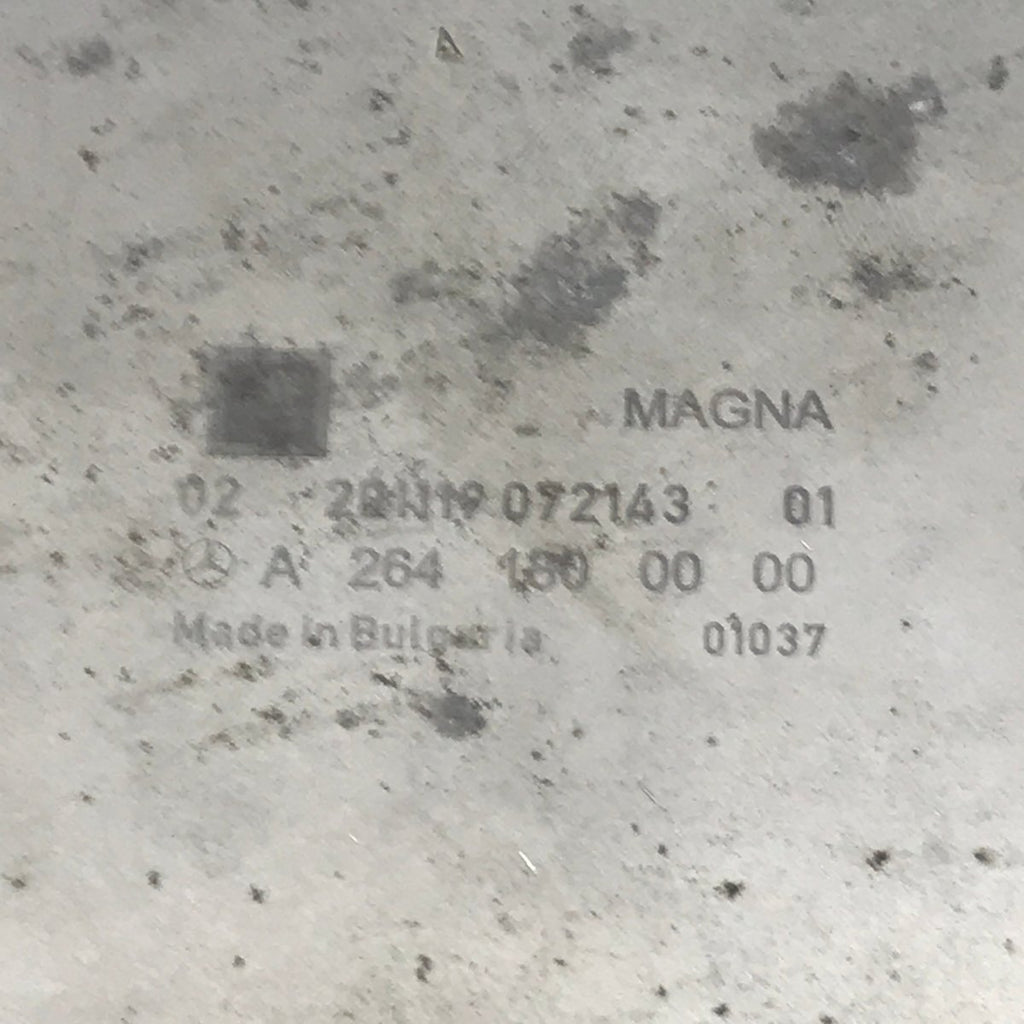 MAGNA
02 072143 01
A 264 180 00 00
Made in Bulgaria 01037